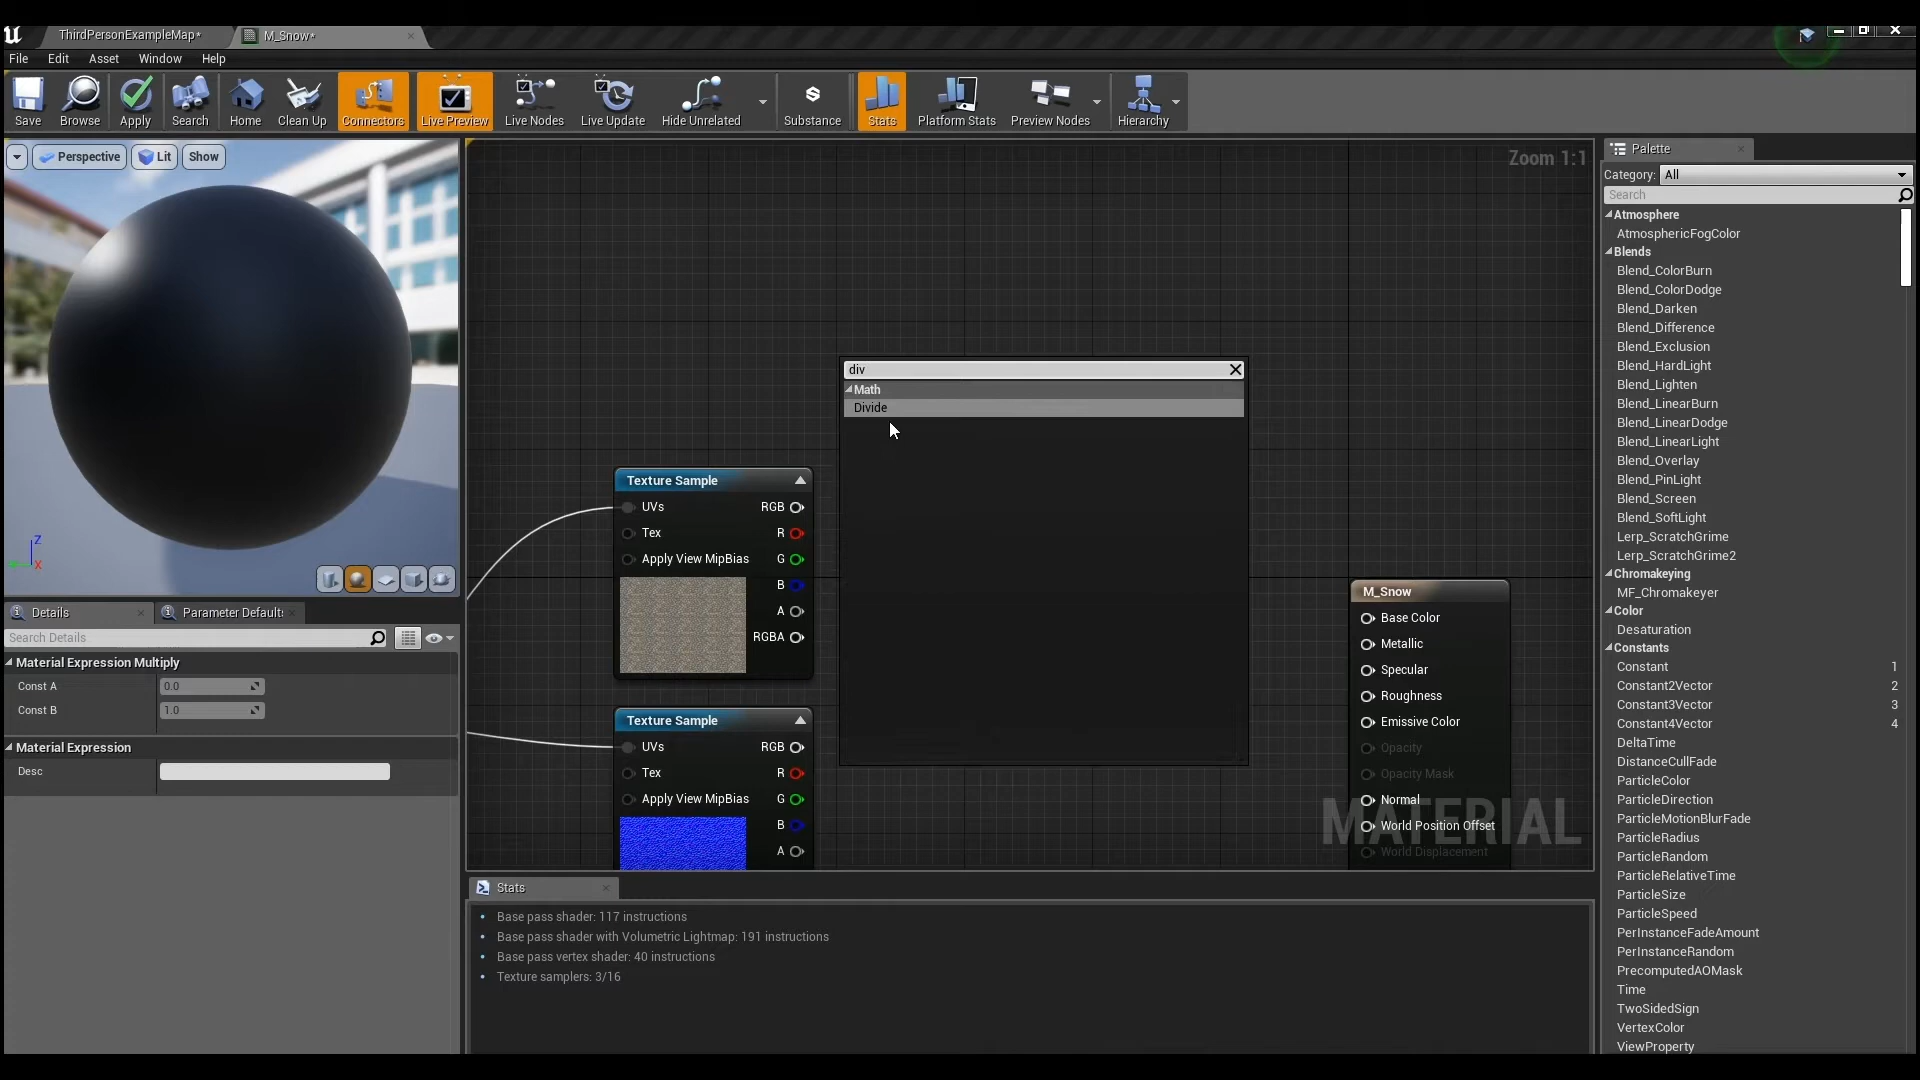 ThirdPersonExampleMap*
M_Snow*
File Edit Asset Window Help
Save Browse Apply Search Home Clean Up Connectors Live Preview Live Nodes Live Update Hide Unrelated Substance Stats Platform Stats Preview Nodes Hierarchy
Perspective Lit Show
Z
X
Details
Parameter Defaults
Search Details
Material Expression Multiply
Const A 0.0
Const B 1.0
Material Expression
Desc
Zoom 1:1
div
Math
Divide
Texture Sample
UVs RGB
Tex R
Apply View MipBias G
B
A
RGBA
Texture Sample
UVs RGB
Tex R
Apply View MipBias G
B
A
M_Snow
Base Color
Metallic
Specular
Roughness
Emissive Color
Opacity
Opacity Mask
Normal
World Position Offset
World Displacement
MATERIAL
Stats
Base pass shader: 117 instructions
Base pass shader with Volumetric Lightmap: 191 instructions
Base pass vertex shader: 40 instructions
Texture samplers: 3/16
Palette
Category: All
Search
Atmosphere
AtmosphericFogColor
Blends
Blend_ColorBurn
Blend_ColorDodge
Blend_Darken
Blend_Difference
Blend_Exclusion
Blend_HardLight
Blend_Lighten
Blend_LinearBurn
Blend_LinearDodge
Blend_LinearLight
Blend_Overlay
Blend_PinLight
Blend_Screen
Blend_SoftLight
Lerp_ScratchGrime
Lerp_ScratchGrime2
Chromakeying
MF_Chromakeyer
Color
Desaturation
Constants
Constant 1
Constant2Vector 2
Constant3Vector 3
Constant4Vector 4
DeltaTime
DistanceCullFade
ParticleColor
ParticleDirection
ParticleMotionBlurFade
ParticleRadius
ParticleRandom
ParticleRelativeTime
ParticleSize
ParticleSpeed
PerInstanceFadeAmount
PerInstanceRandom
PrecomputedAOMask
Time
TwoSidedSign
VertexColor
ViewProperty